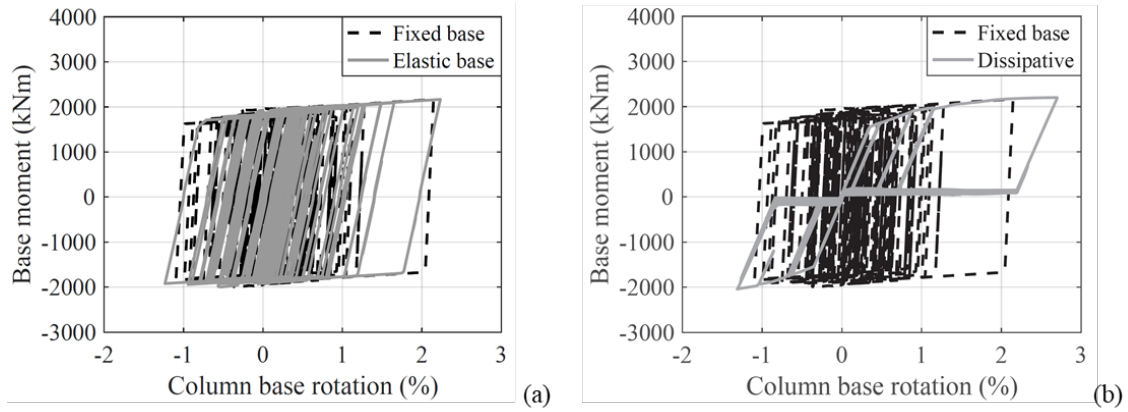 4000
3000
2000
1000
0
-1000
-2000
-3000
-2
-1
0
1
2
3
Base moment (kNm)
Column base rotation (%)
Fixed base
Elastic base
(a)
4000
3000
2000
1000
0
-1000
-2000
-3000
-2
-1
0
1
2
3
Base moment (kNm)
Column base rotation (%)
Fixed base
Dissipative
(b)